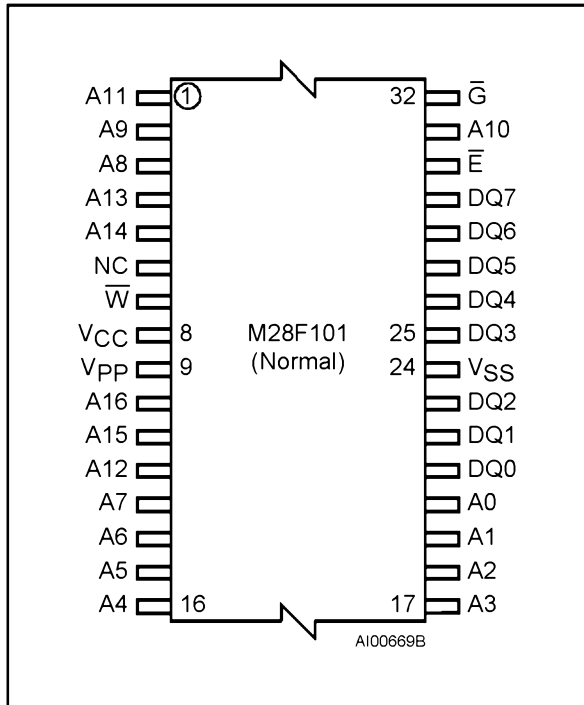 A11 1 32 G̅
A9 A10
A8 E̅
A13 DQ7
A14 DQ6
NC DQ5
W̅ DQ4
VCC 8 M28F101 25 DQ3
VPP 9 (Normal) 24 VSS
A16 DQ2
A15 DQ1
A12 DQ0
A7 A0
A6 A1
A5 A2
A4 16 17 A3
AI00669B